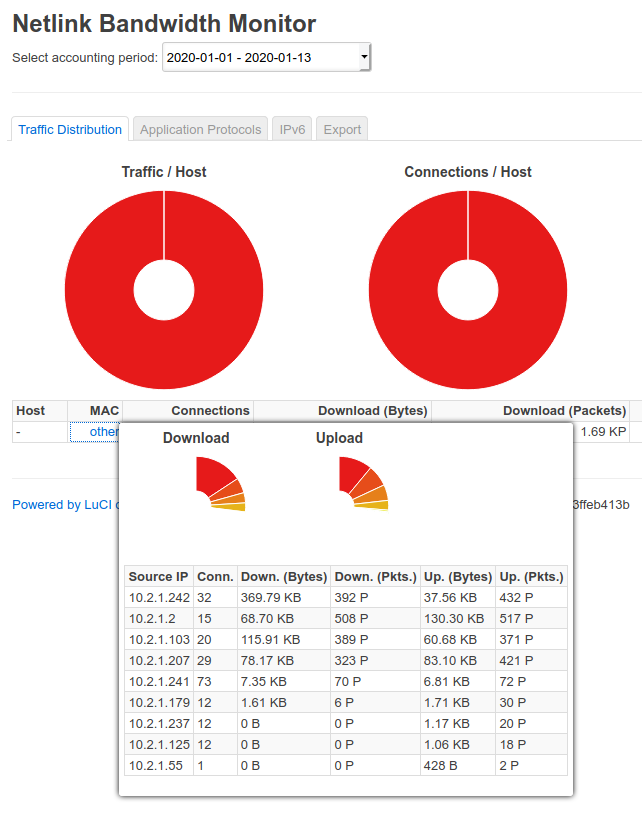 Netlink Bandwidth Monitor
Select accounting period: 2020-01-01 - 2020-01-13
Traffic Distribution Application Protocols IPv6 Export
Traffic / Host Connections / Host
Host MAC Connections Download (Bytes) Download (Packets)
- other 1.69 KP
Powered by LuCI 3ffeb413b
Download Upload
Source IP Conn. Down. (Bytes) Down. (Pkts.) Up. (Bytes) Up. (Pkts.)
10.2.1.242 32 369.79 KB 392 P 37.56 KB 432 P
10.2.1.2 15 68.70 KB 508 P 130.30 KB 517 P
10.2.1.103 20 115.91 KB 389 P 60.68 KB 371 P
10.2.1.207 29 78.17 KB 323 P 83.10 KB 421 P
10.2.1.241 73 7.35 KB 70 P 6.81 KB 72 P
10.2.1.179 12 1.61 KB 6 P 1.71 KB 30 P
10.2.1.237 12 0 B 0 P 1.17 KB 20 P
10.2.1.125 12 0 B 0 P 1.06 KB 18 P
10.2.1.55 1 0 B 0 P 428 B 2 P